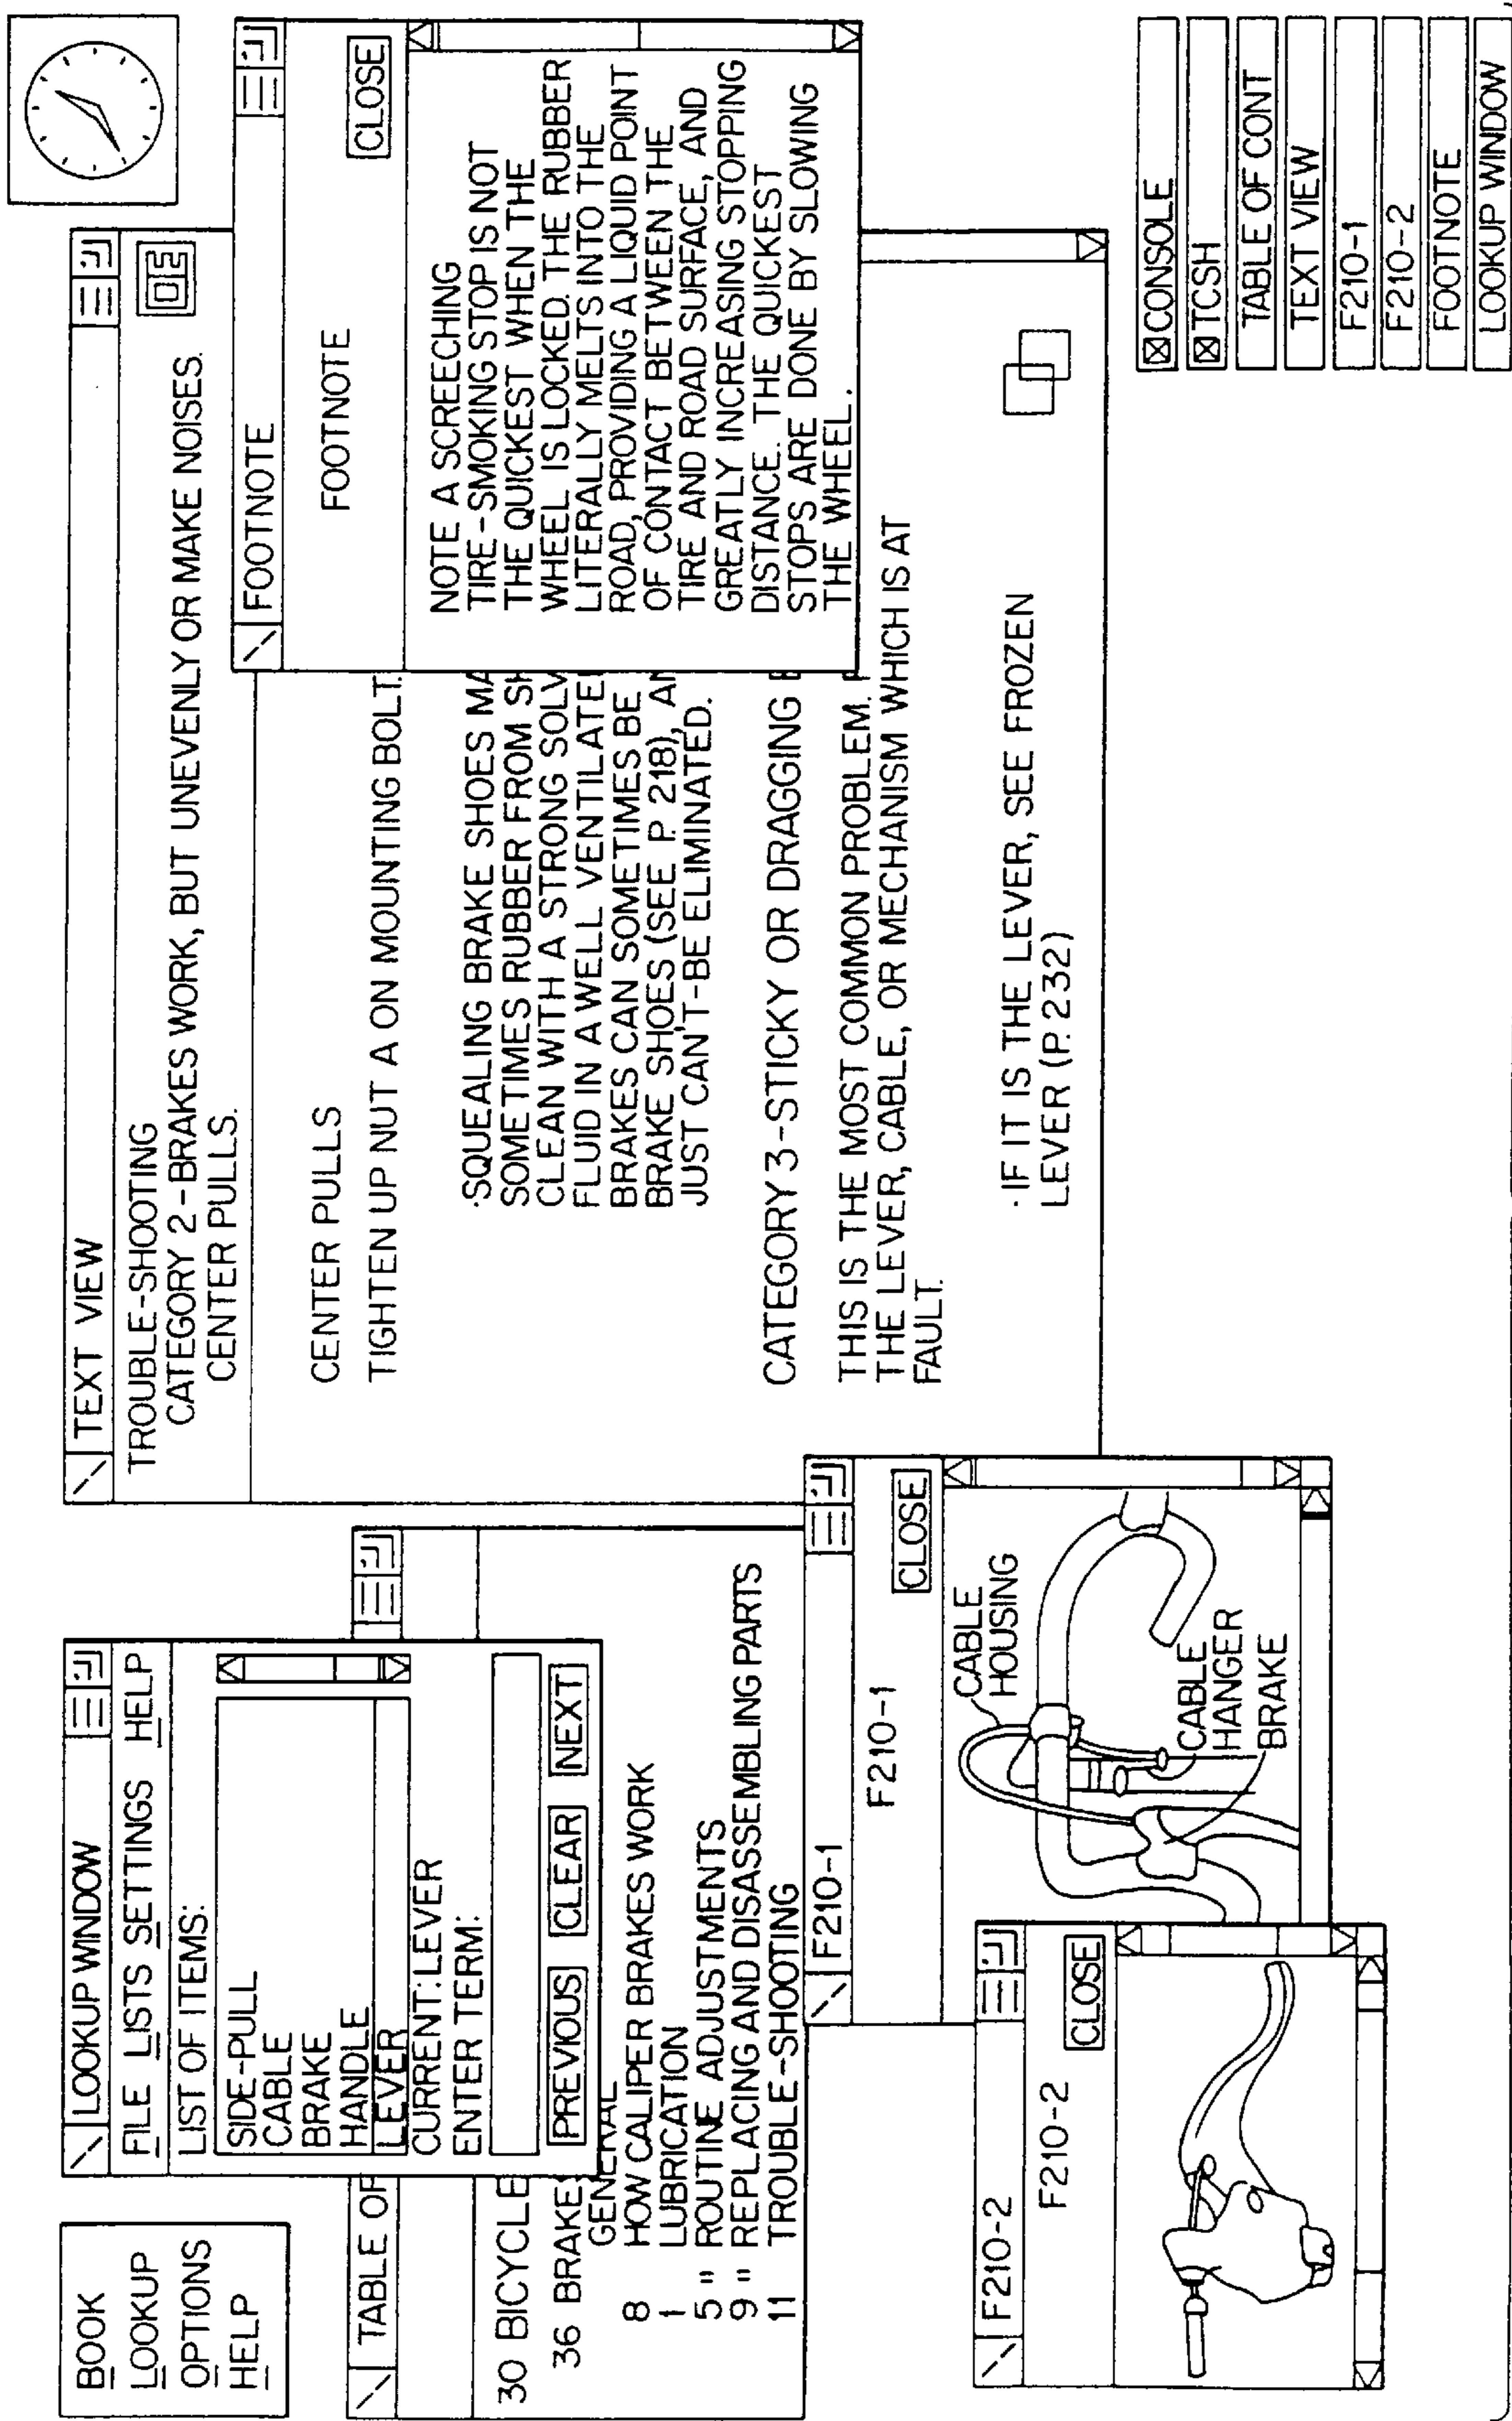 BOOK
LOOKUP
OPTIONS
HELP
LOOKUP WINDOW
FILE LISTS SETTINGS HELP
LIST OF ITEMS:
SIDE-PULL
CABLE
BRAKE
HANDLE
LEVER
CURRENT:LEVER
ENTER TERM:
PREVIOUS CLEAR NEXT
TABLE OF
30 BICYCLE
36 BRAKE
GENERAL
8 HOW CALIPER BRAKES WORK
1 LUBRICATION
5 " ROUTINE ADJUSTMENTS
9 " REPLACING AND DISASSEMBLING PARTS
11 TROUBLE-SHOOTING
TEXT VIEW
TROUBLE-SHOOTING
CATEGORY 2-BRAKES WORK, BUT UNEVENLY OR MAKE NOISES.
CENTER PULLS.
CENTER PULLS
TIGHTEN UP NUT A ON MOUNTING BOLT.
·SQUEALING BRAKE SHOES MA
SOMETIMES RUBBER FROM SH
CLEAN WITH A STRONG SOLV
FLUID IN A WELL VENTILATE
BRAKES CAN SOMETIMES BE
BRAKE SHOES (SEE P. 218), AN
JUST CAN'T-BE ELIMINATED.
CATEGORY 3-STICKY OR DRAGGING
THIS IS THE MOST COMMON PROBLEM.
THE LEVER, CABLE, OR MECHANISM WHICH IS AT
FAULT.
·IF IT IS THE LEVER, SEE FROZEN
LEVER (P.232)
FOOTNOTE
FOOTNOTE
CLOSE
NOTE A SCREECHING
TIRE-SMOKING STOP IS NOT
THE QUICKEST WHEN THE
WHEEL IS LOCKED. THE RUBBER
LITERALLY MELTS INTO THE
ROAD, PROVIDING A LIQUID POINT
OF CONTACT BETWEEN THE
TIRE AND ROAD SURFACE, AND
GREATLY INCREASING STOPPING
DISTANCE. THE QUICKEST
STOPS ARE DONE BY SLOWING
THE WHEEL.
F210-1
F210-1
CLOSE
CABLE
HOUSING
CABLE
HANGER
BRAKE
F210-2
F210-2
CLOSE
CONSOLE
TCSH
TABLE OF CONT
TEXT VIEW
F210-1
F210-2
FOOTNOTE
LOOKUP WINDOW